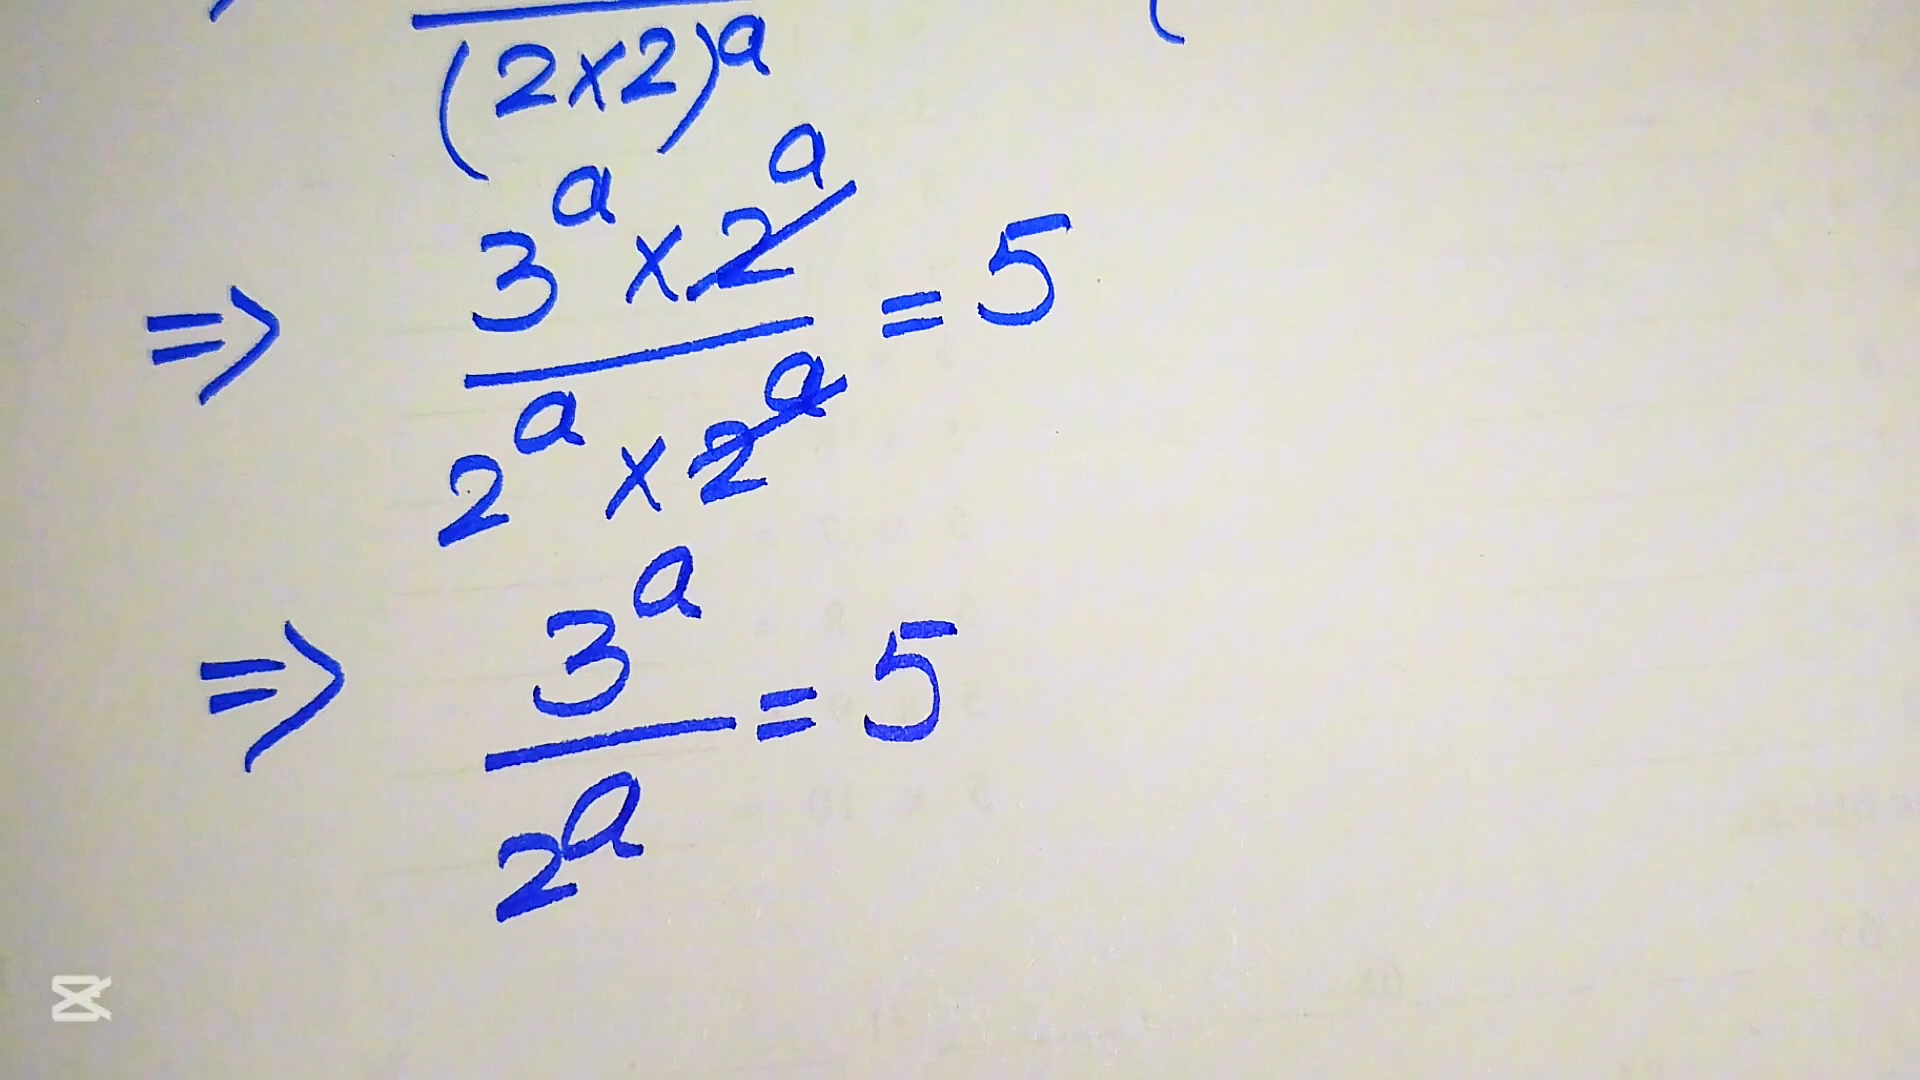 (2×2)^a
=> 3^a × 2^a / 2^a × 2^a = 5
=> 3^a / 2^a = 5